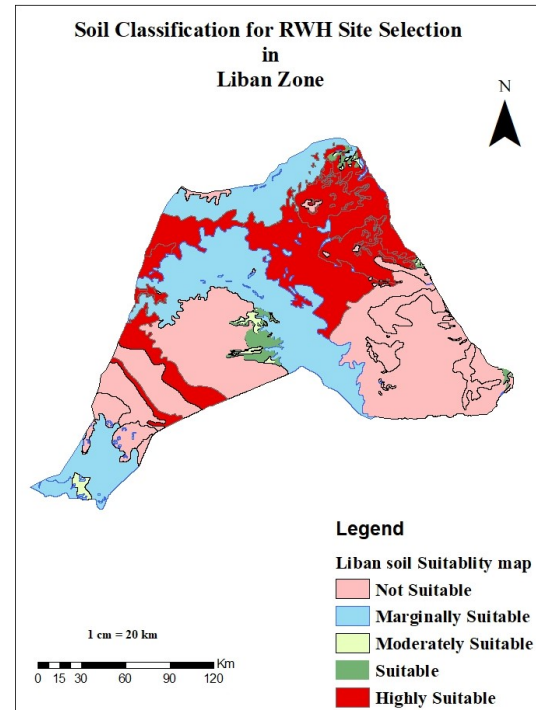 Soil Classification for RWH Site Selection
in
Liban Zone
N
Legend
Liban soil Suitablity map
Not Suitable
Marginally Suitable
Moderately Suitable
Suitable
Highly Suitable
1 cm = 20 km
Km
0 15 30 60 90 120